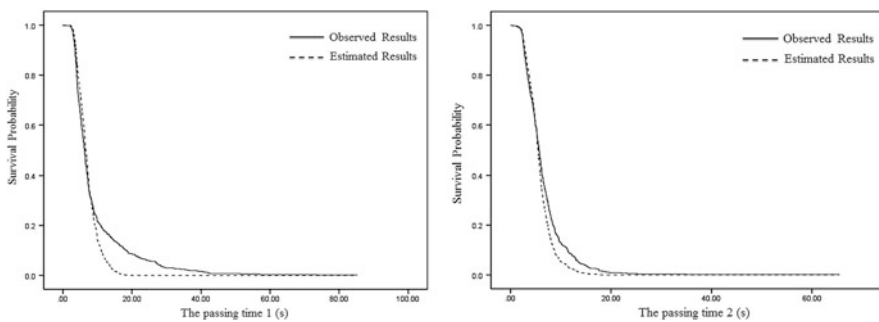 1.0
0.8
0.6
0.4
0.2
0.0
Survival Probability
Observed Results
Estimated Results
.00 20.00 40.00 60.00 80.00 100.00
The passing time 1 (s)
1.0
0.8
0.6
0.4
0.2
0.0
Survival Probability
Observed Results
Estimated Results
.00 20.00 40.00 60.00
The passing time 2 (s)